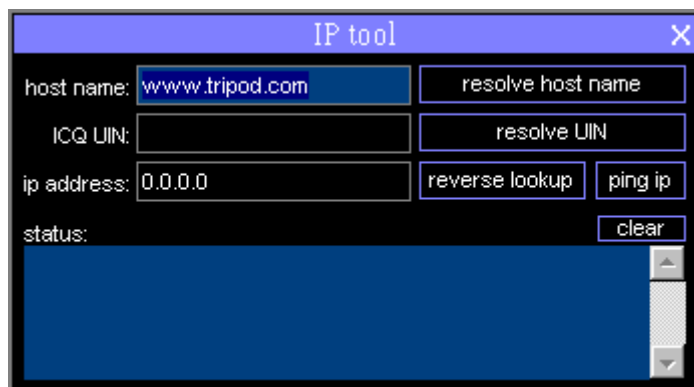 IP tool X
host name: wwww.tripod.com resolve host name
ICQ UIN: resolve UIN
ip address: 0.0.0.0 reverse lookup ping ip
status: clear